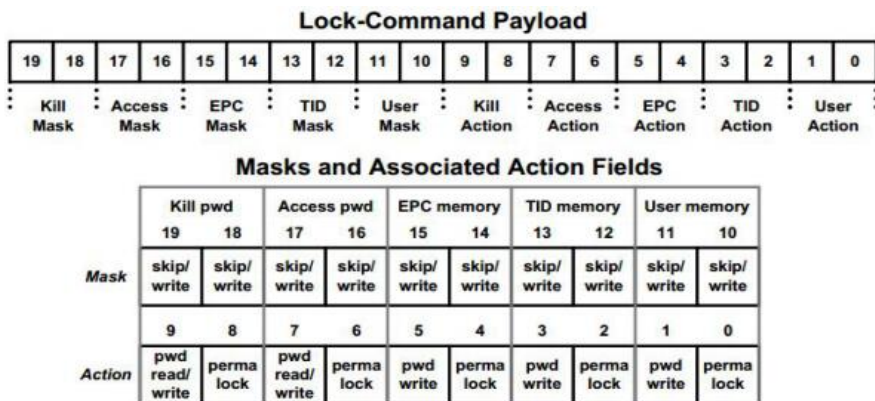 Lock-Command Payload
19 18 17 16 15 14 13 12 11 10 9 8 7 6 5 4 3 2 1 0
Kill Mask Access Mask EPC Mask TID Mask User Mask Kill Action Access Action EPC Action TID Action User Action
Masks and Associated Action Fields
Kill pwd Access pwd EPC memory TID memory User memory
19 18 17 16 15 14 13 12 11 10
Mask skip/write skip/write skip/write skip/write skip/write skip/write skip/write skip/write skip/write skip/write
9 8 7 6 5 4 3 2 1 0
Action pwd read/write perma lock pwd read/write perma lock pwd write perma lock pwd write perma lock pwd write perma lock